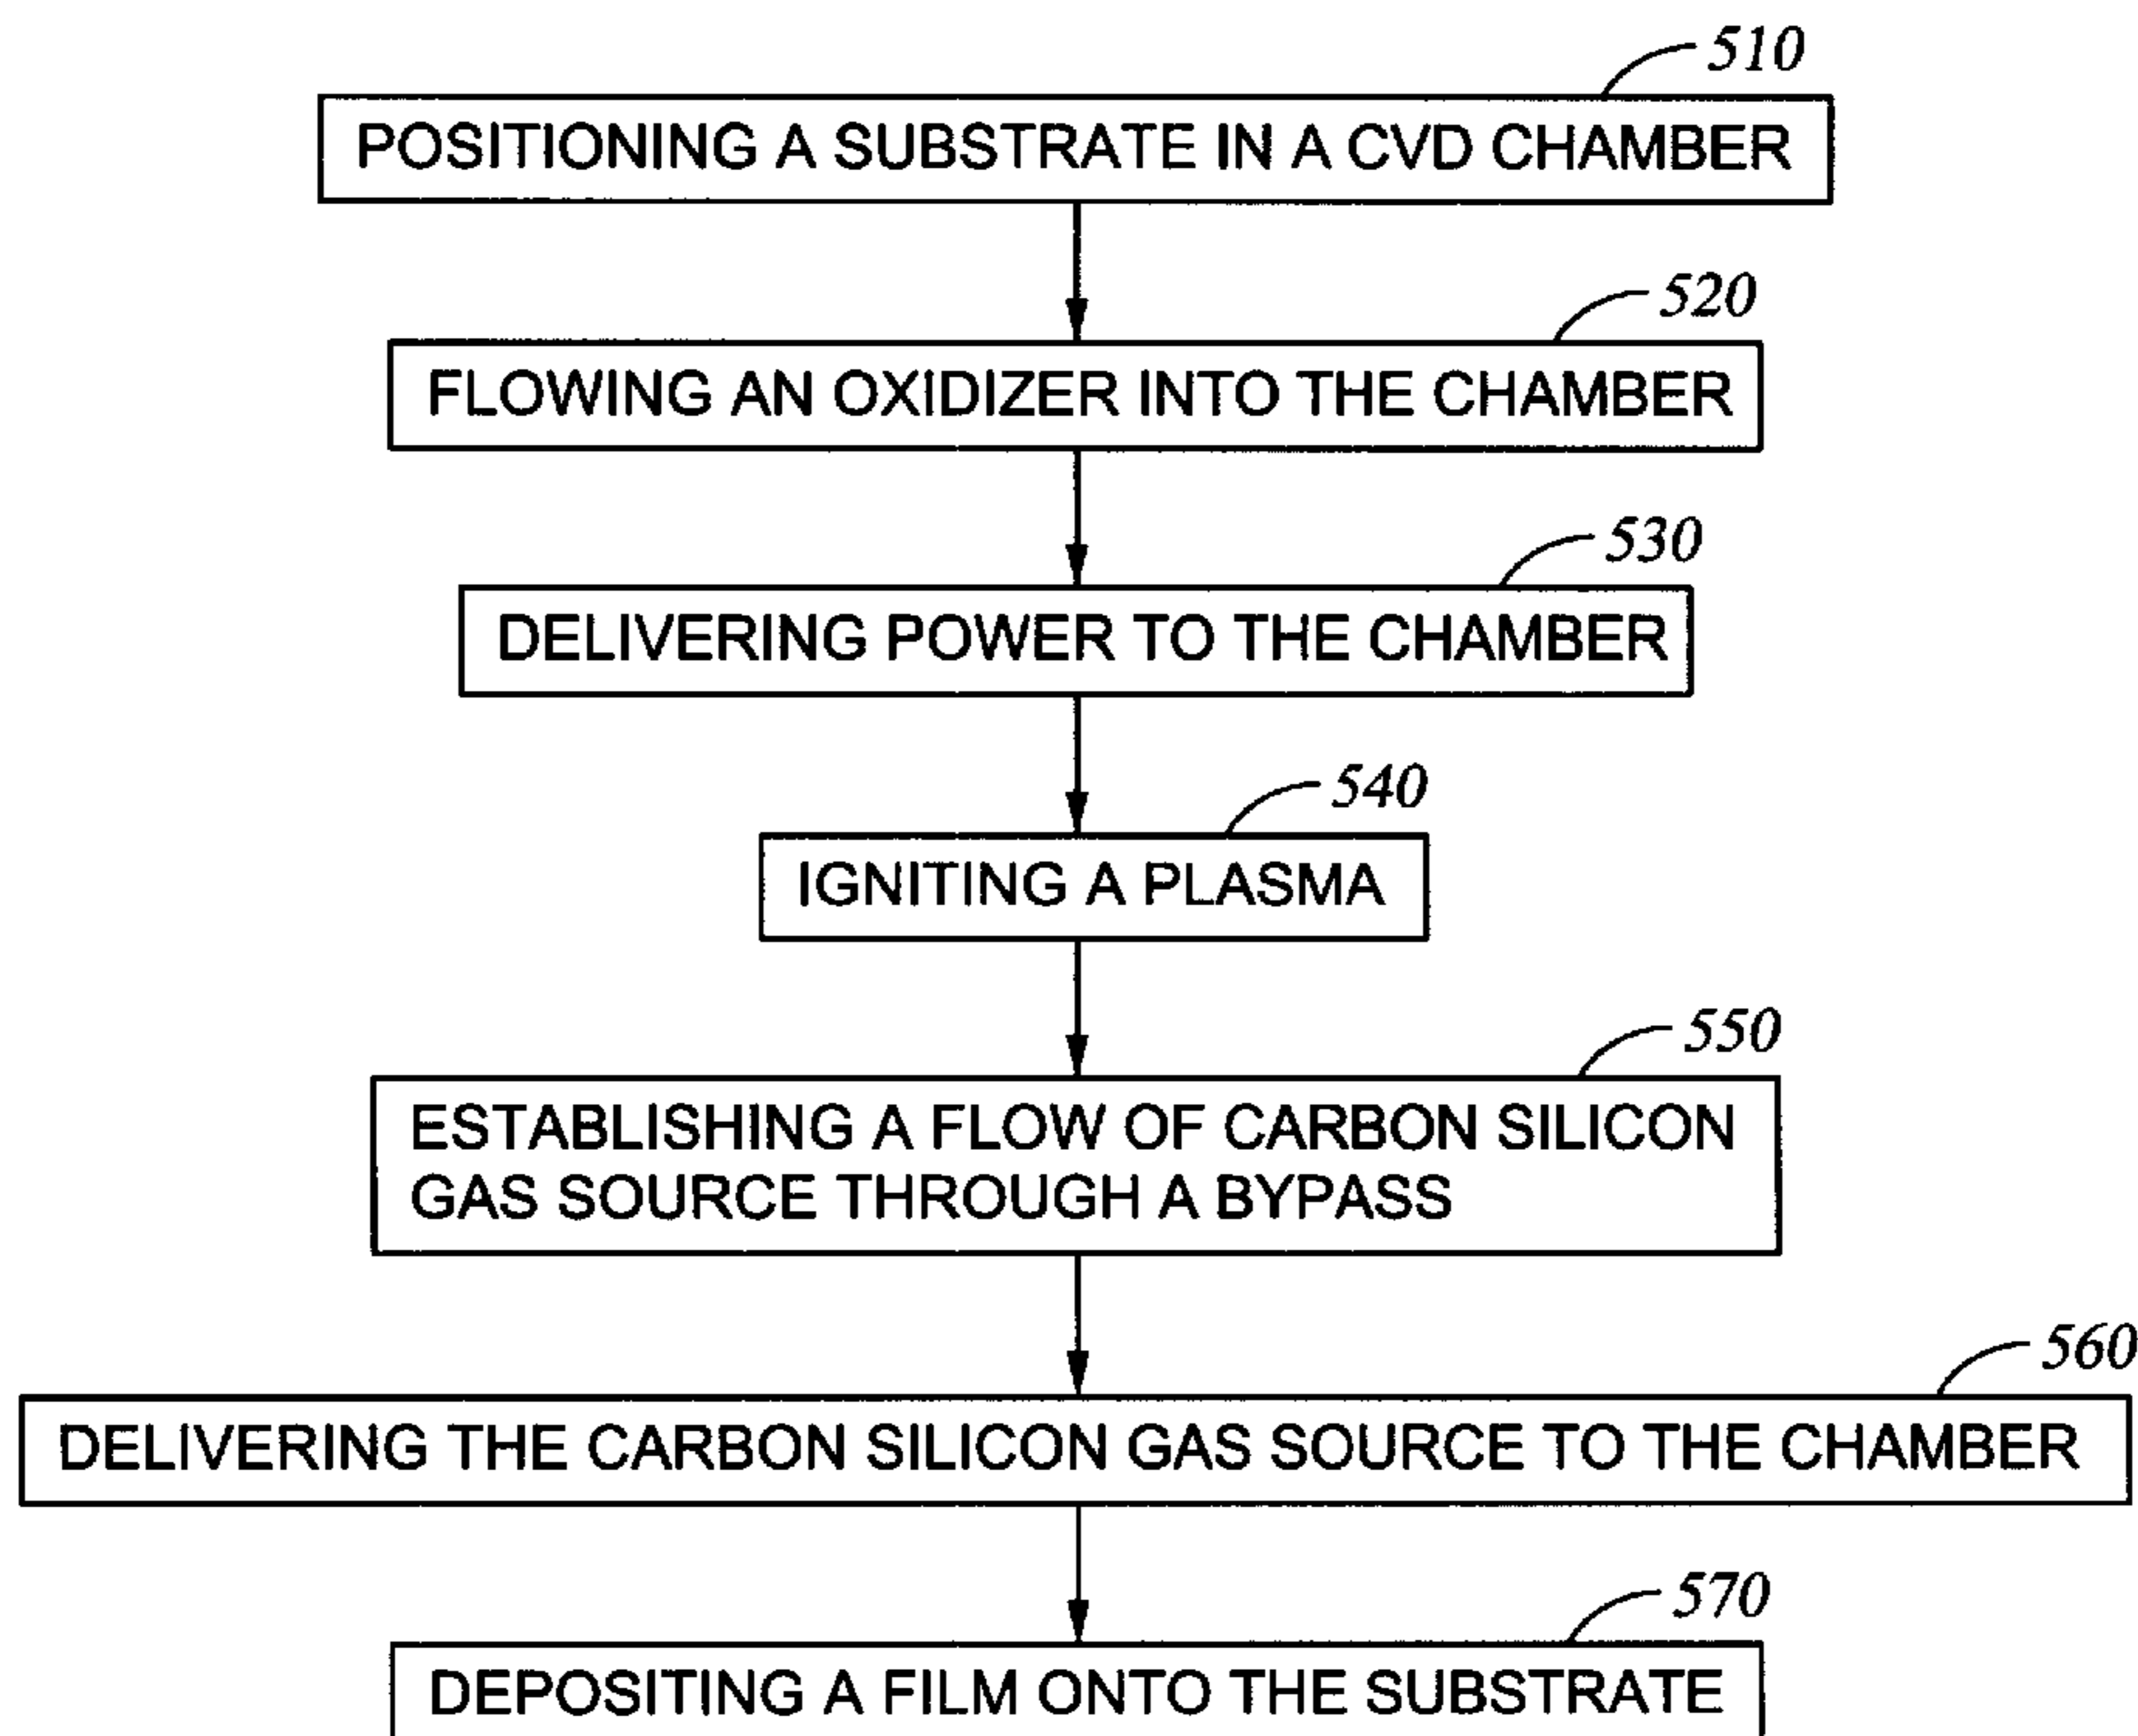 510
POSITIONING A SUBSTRATE IN A CVD CHAMBER
520
FLOWING AN OXIDIZER INTO THE CHAMBER
530
DELIVERING POWER TO THE CHAMBER
540
IGNITING A PLASMA
550
ESTABLISHING A FLOW OF CARBON SILICON
GAS SOURCE THROUGH A BYPASS
560
DELIVERING THE CARBON SILICON GAS SOURCE TO THE CHAMBER
570
DEPOSITING A FILM ONTO THE SUBSTRATE